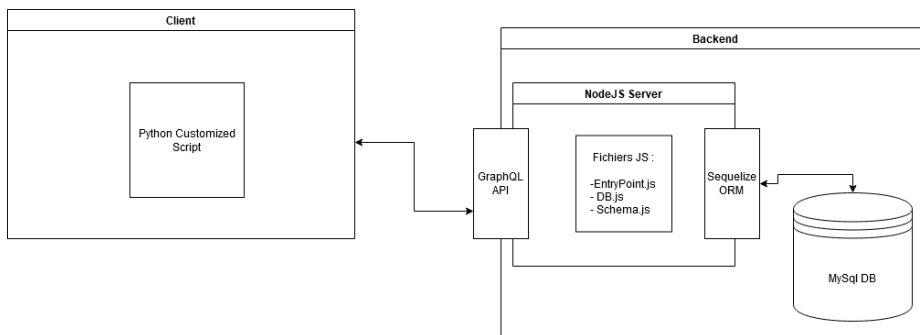 Client
Python Customized
Script
Backend
NodeJS Server
GraphQL
API
Fichiers JS :
-EntryPoint.js
- DB.js
- Schema.js
Sequelize
ORM
MySql DB